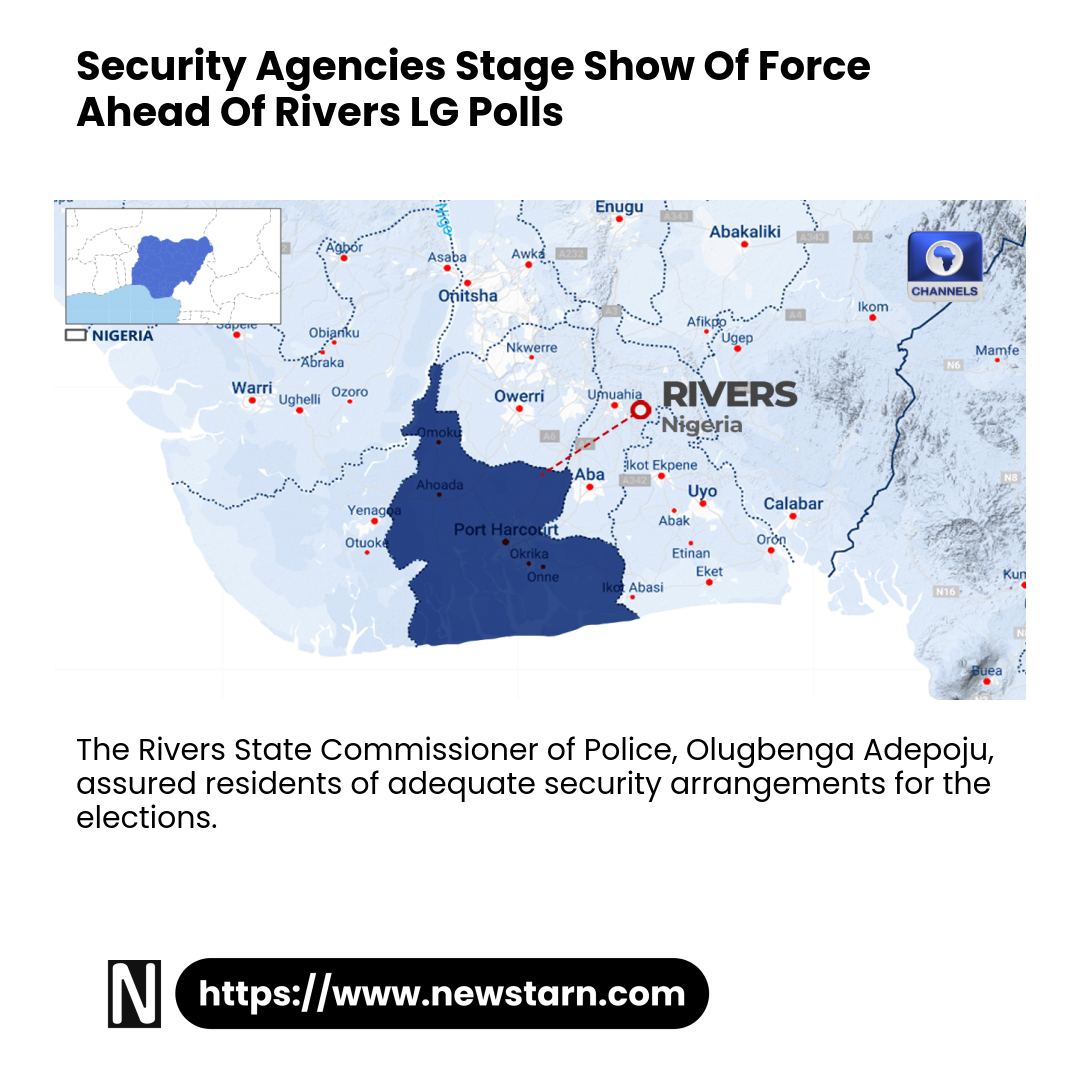 Security Agencies Stage Show Of Force
Ahead Of Rivers LG Polls
Niger
Enugu
A343
Abakaliki
A343
A4
Agbor
Asaba
Awka
A232
Onitsha
CHANNELS
NIGERIA
Sapele
Obianku
Abraka
A3
A4
Afikpo
Ugep
Ikom
Nkwerre
Mamfe
N6
Warri
Ughelli
Ozoro
Owerri
Umuahia
RIVERS
Nigeria
Omoku
A6
Aba
Ikot Ekpene
A342
N8
Ahoada
Uyo
Calabar
Yenagoa
Port Harcourt
Abak
Otuoke
Okrika
Etinan
Oron
Onne
Ikot Abasi
Eket
Kun
N16
Buea
The Rivers State Commissioner of Police, Olugbenga Adepoju,
assured residents of adequate security arrangements for the
elections.
N
https://www.newstarn.com